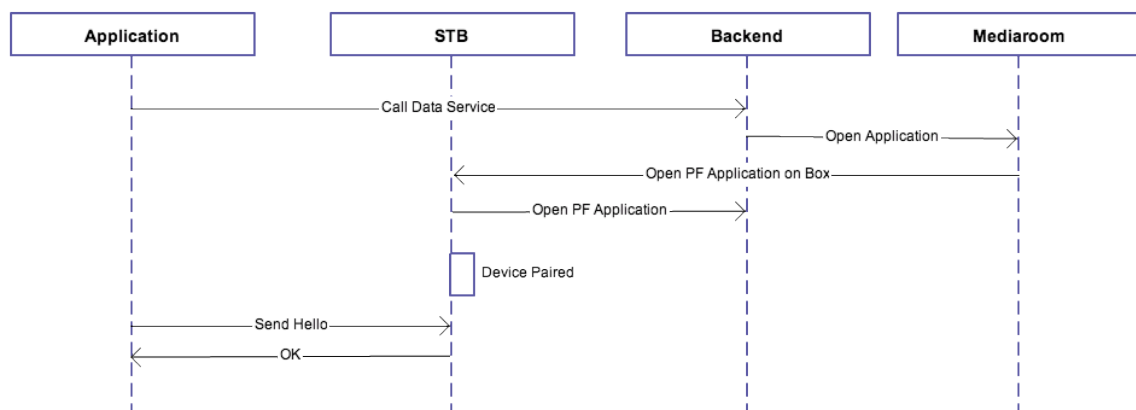 Application
STB
Backend
Mediaroom
Call Data Service
Open Application
Open PF Application on Box
Open PF Application
Device Paired
Send Hello
OK